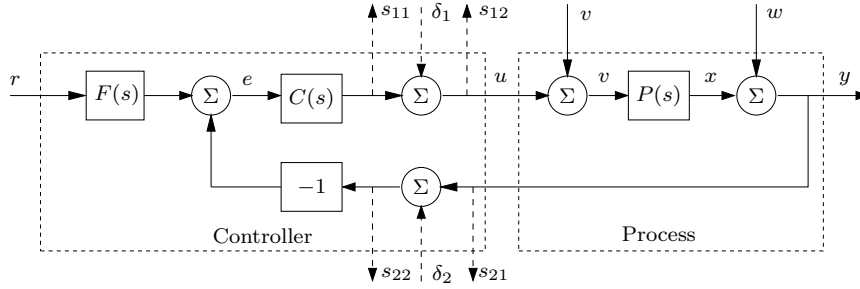 s₁₁ δ₁ s₁₂ v w
r F(s) Σ e C(s) Σ u Σ v P(s) x Σ y
−1 Σ
Controller Process
s₂₂ δ₂ s₂₁